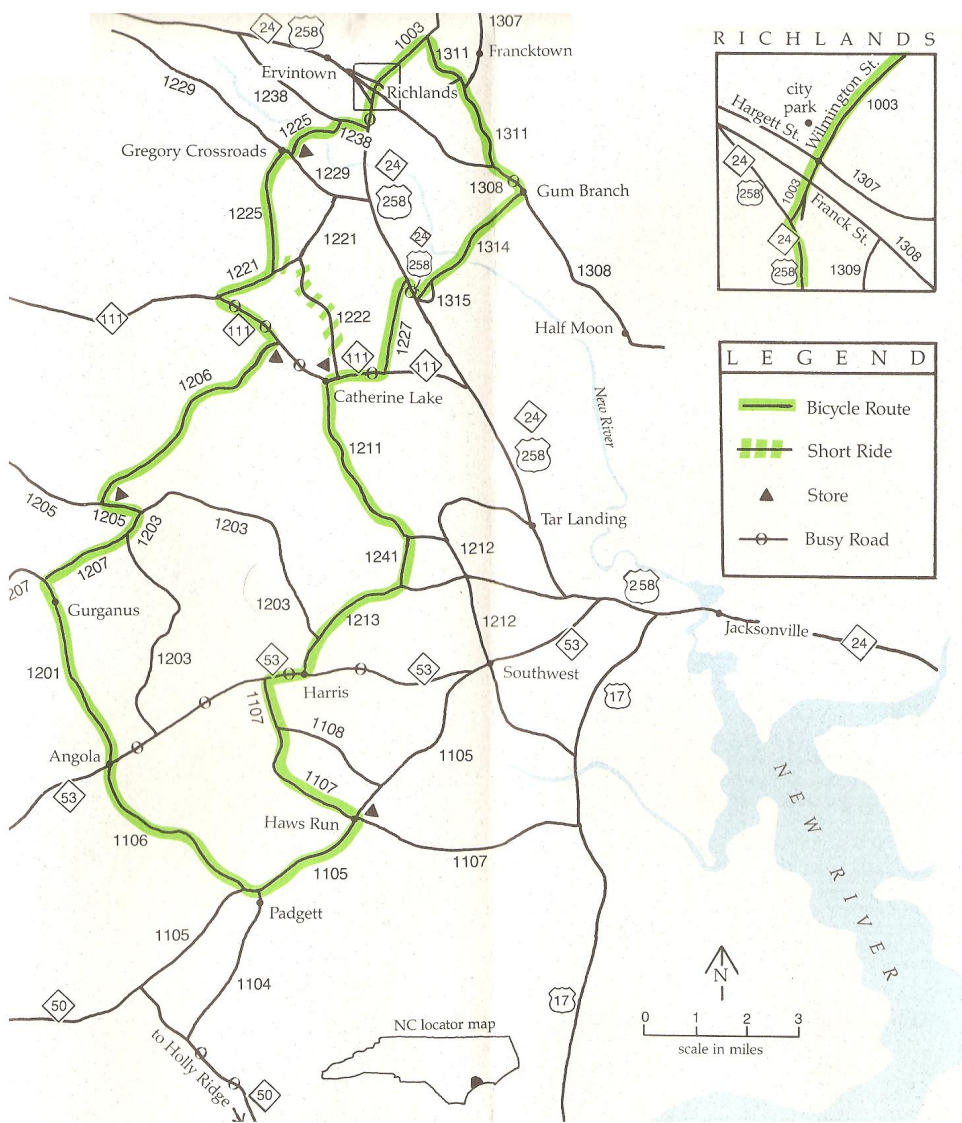 1307
24
258
1003
1311
Francktown
Ervintown
Richlands
1229
1238
1225
1238
1311
Gregory Crossroads
1229
24
258
1308
Gum Branch
1225
1221
24
258
1314
1308
1221
1315
111
111
1222
1227
Half Moon
111
111
1206
Catherine Lake
New River
24
258
1211
1205
1205
1203
1203
Tar Landing
1207
1241
1212
207
258
Gurganus
1203
1213
1212
Jacksonville
24
1203
53
53
53
1201
Harris
Southwest
17
1107
1108
Angola
1105
53
1107
Haws Run
1106
1107
1105
NEW RIVER
Padgett
1105
1104
50
17
to Holly Ridge
50
NC locator map
N
0 1 2 3
scale in miles
RICHLANDS
city
park
Wilmington St.
1003
Hargett St.
24
258
1003
1307
Franck St.
24
258
1309
1308
LEGEND
Bicycle Route
Short Ride
Store
Busy Road